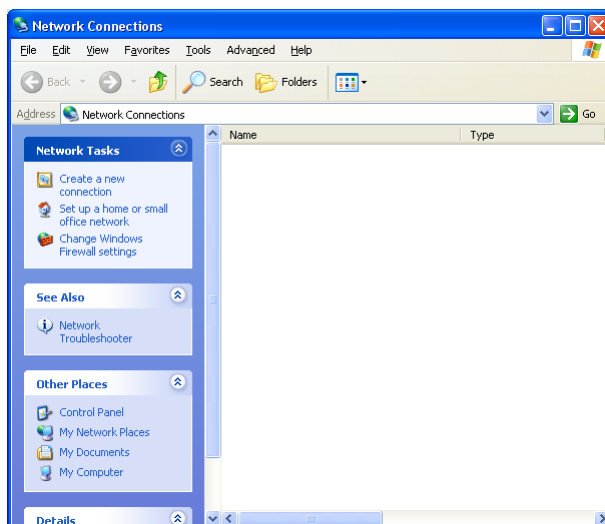 Network Connections
File Edit View Favorites Tools Advanced Help
Back Search Folders
Address Network Connections Go
Name Type
Network Tasks
Create a new
connection
Set up a home or small
office network
Change Windows
Firewall settings
See Also
Network
Troubleshooter
Other Places
Control Panel
My Network Places
My Documents
My Computer
Details